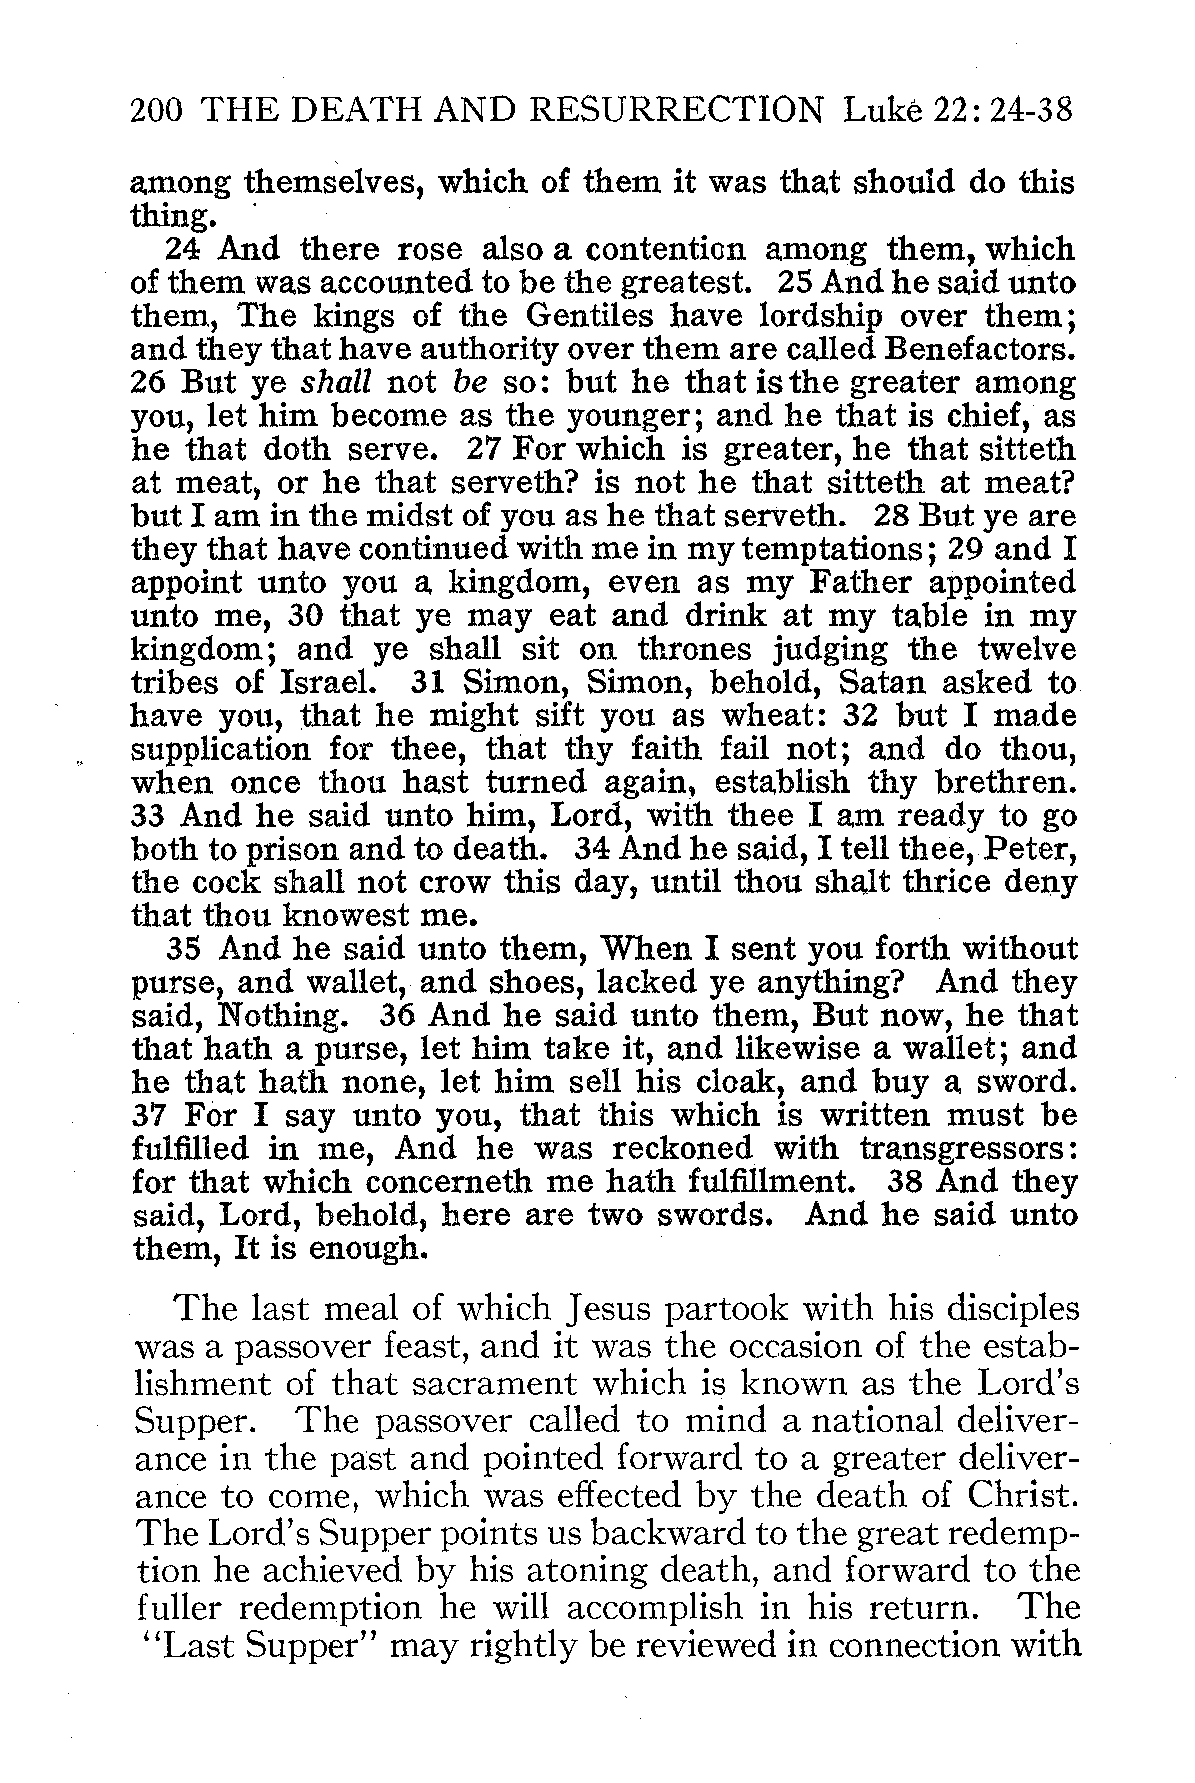 200 THE DEATH AND RESURRECTION Luke 22: 24-38
among themselves, which of them it was that should do this
thing.
24 And there rose also a contention among them, which
of them was accounted to be the greatest. 25 And he said unto
them, The kings of the Gentiles have lordship over them;
and they that have authority over them are called Benefactors.
26 But ye shall not be so: but he that is the greater among
you, let him become as the younger; and he that is chief, as
he that doth serve. 27 For which is greater, he that sitteth
at meat, or he that serveth? is not he that sitteth at meat?
but I am in the midst of you as he that serveth. 28 But ye are
they that have continued with me in my temptations; 29 and I
appoint unto you a kingdom, even as my Father appointed
unto me, 30 that ye may eat and drink at my table in my
kingdom; and ye shall sit on thrones judging the twelve
tribes of Israel. 31 Simon, Simon, behold, Satan asked to
have you, that he might sift you as wheat: 32 but I made
supplication for thee, that thy faith fail not; and do thou,
when once thou hast turned again, establish thy brethren.
33 And he said unto him, Lord, with thee I am ready to go
both to prison and to death. 34 And he said, I tell thee, Peter,
the cock shall not crow this day, until thou shalt thrice deny
that thou knowest me.
35 And he said unto them, When I sent you forth without
purse, and wallet, and shoes, lacked ye anything? And they
said, Nothing. 36 And he said unto them, But now, he that
that hath a purse, let him take it, and likewise a wallet; and
he that hath none, let him sell his cloak, and buy a sword.
37 For I say unto you, that this which is written must be
fulfilled in me, And he was reckoned with transgressors:
for that which concerneth me hath fulfillment. 38 And they
said, Lord, behold, here are two swords. And he said unto
them, It is enough.
The last meal of which Jesus partook with his disciples
was a passover feast, and it was the occasion of the estab-
lishment of that sacrament which is known as the Lord's
Supper. The passover called to mind a national deliver-
ance in the past and pointed forward to a greater deliver-
ance to come, which was effected by the death of Christ.
The Lord's Supper points us backward to the great redemp-
tion he achieved by his atoning death, and forward to the
fuller redemption he will accomplish in his return. The
"Last Supper" may rightly be reviewed in connection with